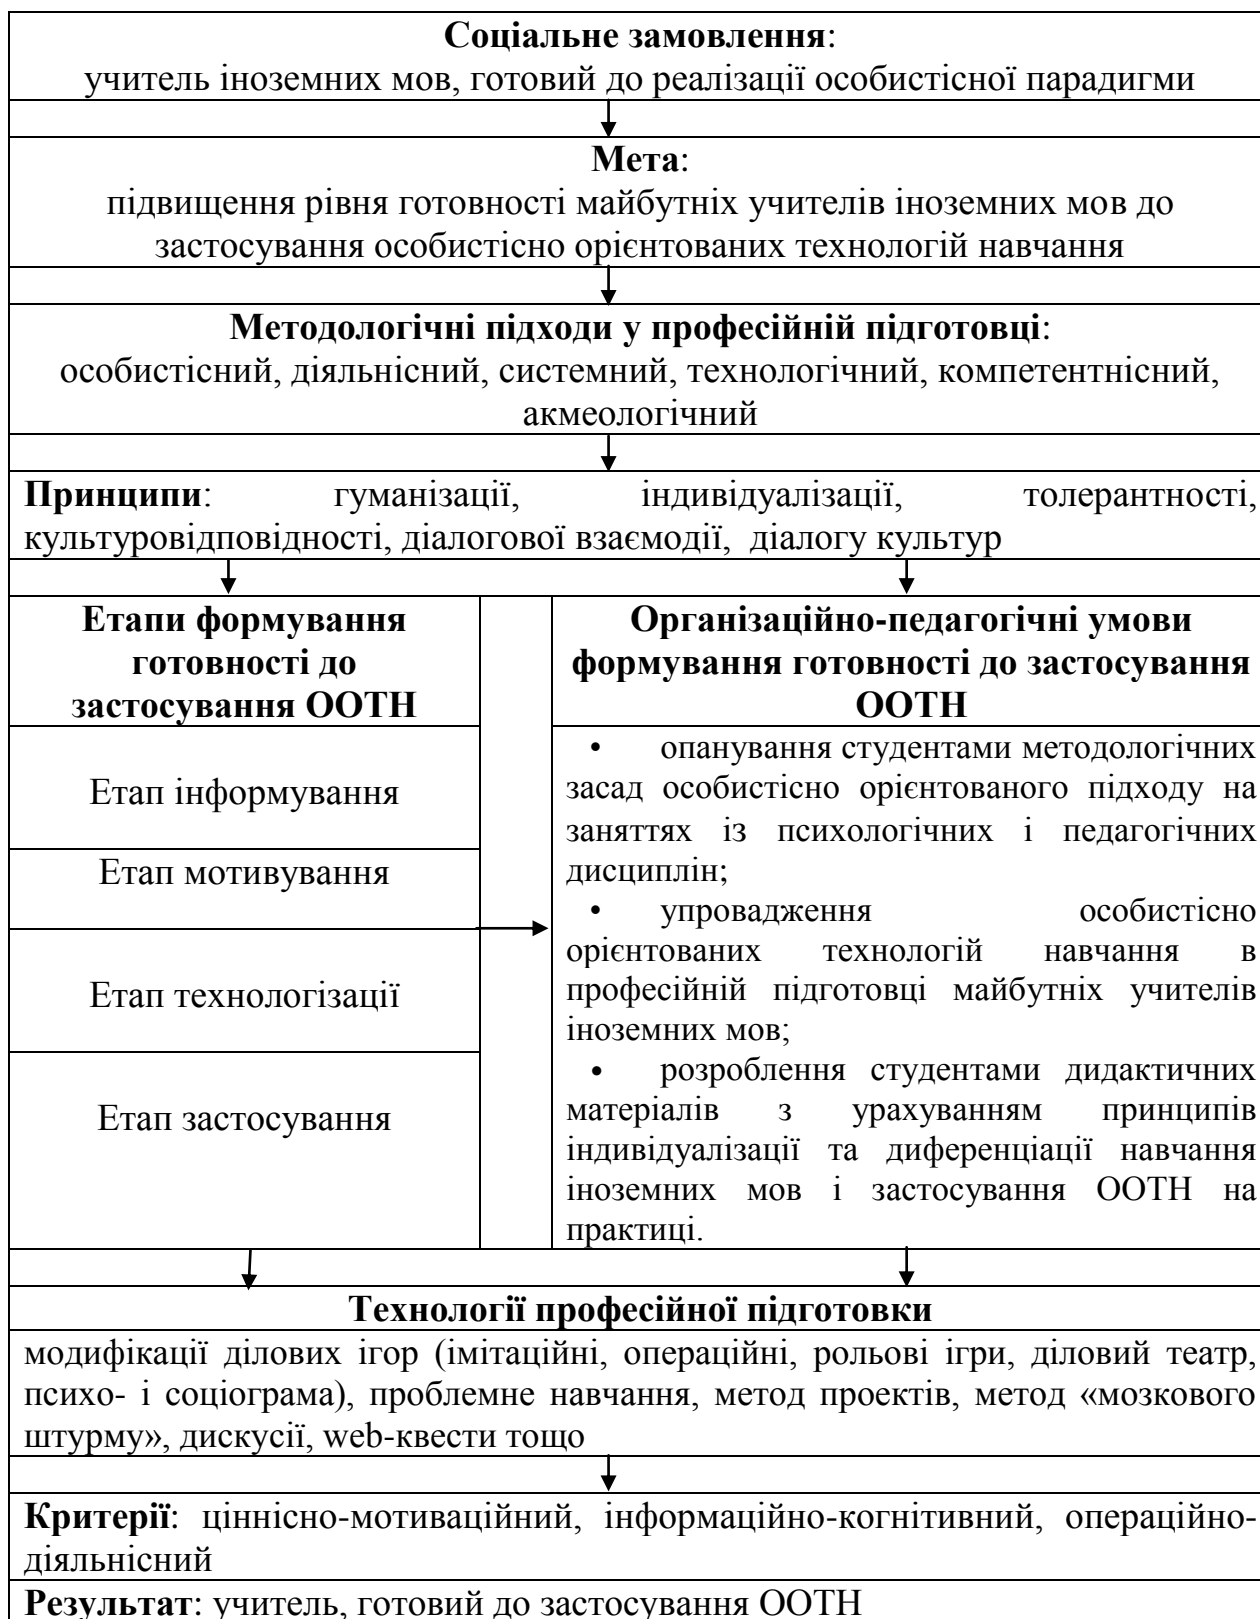 Соціальне замовлення:
учитель іноземних мов, готовий до реалізації особистісної парадигми
Мета:
підвищення рівня готовності майбутніх учителів іноземних мов до
застосування особистісно орієнтованих технологій навчання
Методологічні підходи у професійній підготовці:
особистісний, діяльнісний, системний, технологічний, компетентнісний,
акмеологічний
Принципи: гуманізації, індивідуалізації, толерантності,
культуровідповідності, діалогової взаємодії, діалогу культур
Етапи формування
готовності до
застосування ООТН
Етап інформування
Етап мотивування
Етап технологізації
Етап застосування
Організаційно-педагогічні умови
формування готовності до застосування
ООТН
• опанування студентами методологічних
засад особистісно орієнтованого підходу на
заняттях із психологічних і педагогічних
дисциплін;
• упровадження особистісно
орієнтованих технологій навчання в
професійній підготовці майбутніх учителів
іноземних мов;
• розроблення студентами дидактичних
матеріалів з урахуванням принципів
індивідуалізації та диференціації навчання
іноземних мов і застосування ООТН на
практиці.
Технології професійної підготовки
модифікації ділових ігор (імітаційні, операційні, рольові ігри, діловий театр,
психо- і соціограма), проблемне навчання, метод проектів, метод «мозкового
штурму», дискусії, web-квести тощо
Критерії: ціннісно-мотиваційний, інформаційно-когнітивний, операційно-
діяльнісний
Результат: учитель, готовий до застосування ООТН